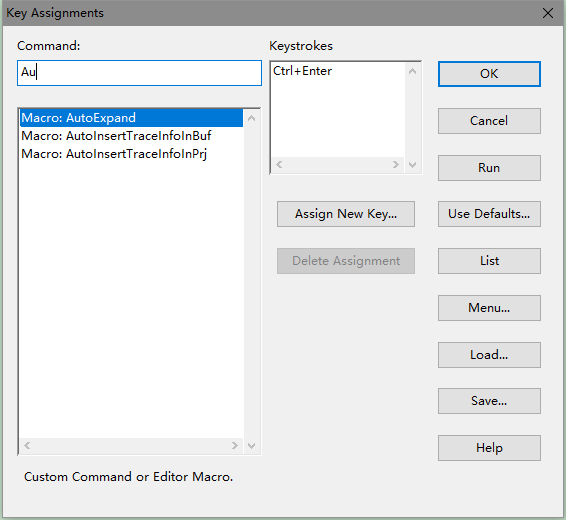 Key Assignments
Command:
Au
Macro: AutoExpand
Macro: AutoInsertTraceInfoInBuf
Macro: AutoInsertTraceInfoInPrj
Custom Command or Editor Macro.
Keystrokes
Ctrl+Enter
Assign New Key...
Delete Assignment
OK
Cancel
Run
Use Defaults...
List
Menu...
Load...
Save...
Help